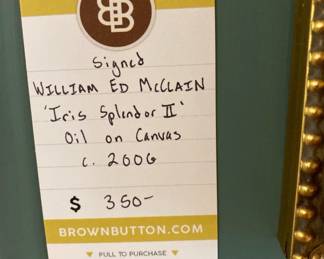 BB
Signed
WILLIAM ED McCLAIN
'Iris Splendor II'
Oil on Canvas
c. 2006
$ 350-
BROWNBUTTON.COM
PULL TO PURCHASE